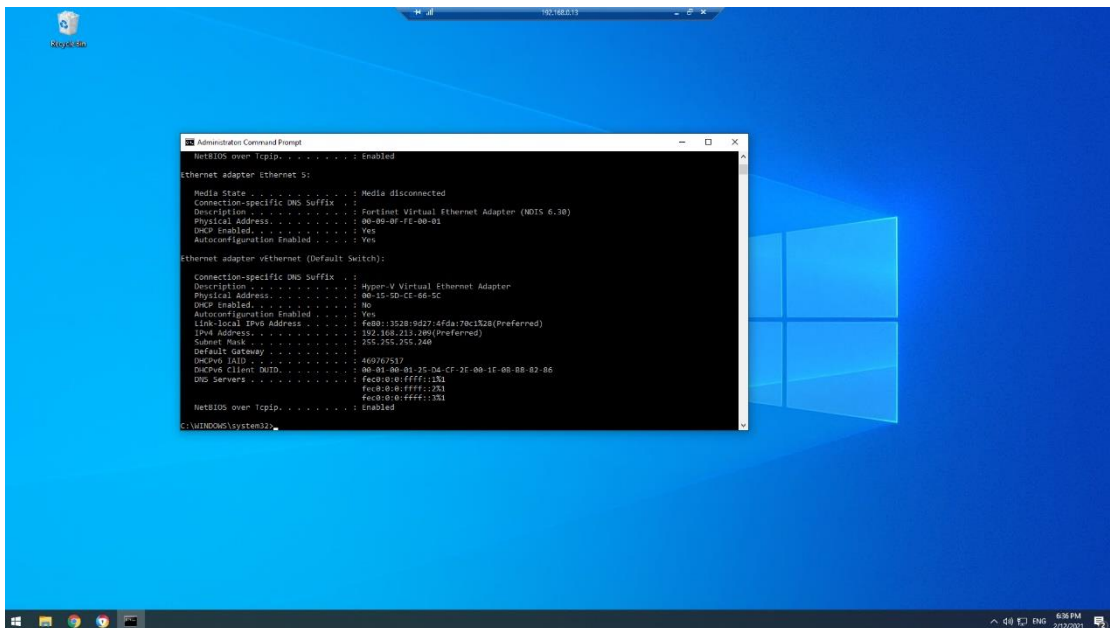 192.168.0.13
Recycle Bin
Administrator: Command Prompt
NetBIOS over Tcpip. . . . . . . . : Enabled
Ethernet adapter Ethernet 5:
Media State . . . . . . . . . . . : Media disconnected
Connection-specific DNS Suffix  . :
Description . . . . . . . . . . . : Fortinet Virtual Ethernet Adapter (NDIS 6.30)
Physical Address. . . . . . . . . : 00-09-0F-FE-00-01
DHCP Enabled. . . . . . . . . . . : Yes
Autoconfiguration Enabled . . . . : Yes
Ethernet adapter vEthernet (Default Switch):
Connection-specific DNS Suffix  . :
Description . . . . . . . . . . . : Hyper-V Virtual Ethernet Adapter
Physical Address. . . . . . . . . : 00-15-5D-CE-66-5C
DHCP Enabled. . . . . . . . . . . : No
Autoconfiguration Enabled . . . . : Yes
Link-local IPv6 Address . . . . . : fe80::3528:9d27:4fda:70c1%28(Preferred)
IPv4 Address. . . . . . . . . . . : 192.168.213.209(Preferred)
Subnet Mask . . . . . . . . . . . : 255.255.255.240
Default Gateway . . . . . . . . . :
DHCPv6 IAID . . . . . . . . . . . : 469767517
DHCPv6 Client DUID. . . . . . . . : 00-01-00-01-25-D4-CF-2E-00-1E-0B-B8-82-86
DNS Servers . . . . . . . . . . . : fec0:0:0:ffff::1%1
fec0:0:0:ffff::2%1
fec0:0:0:ffff::3%1
NetBIOS over Tcpip. . . . . . . . : Enabled
C:\WINDOWS\system32>
ENG
6:36 PM
2/12/2021